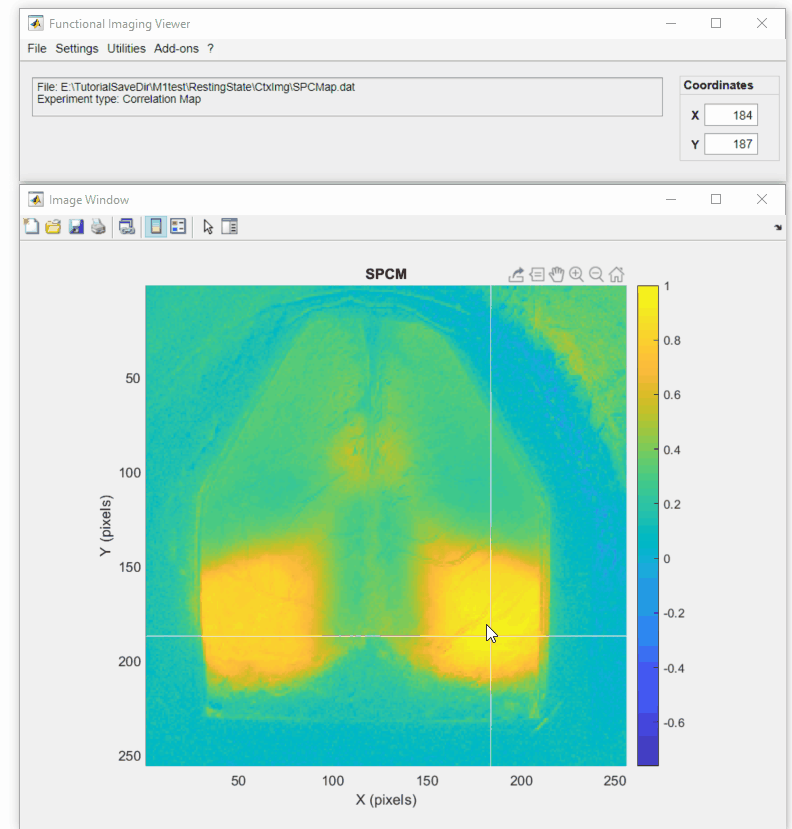 Functional Imaging Viewer
File Settings Utilities Add-ons ?
File: E:\TutorialSaveDir\M1test\RestingState\CtxImg\SPCMap.dat
Experiment type: Correlation Map
Coordinates
X 184
Y 187
Image Window
SPCM
50
100
150
200
250
Y (pixels)
50 100 150 200 250
X (pixels)
1
0.8
0.6
0.4
0.2
0
-0.2
-0.4
-0.6